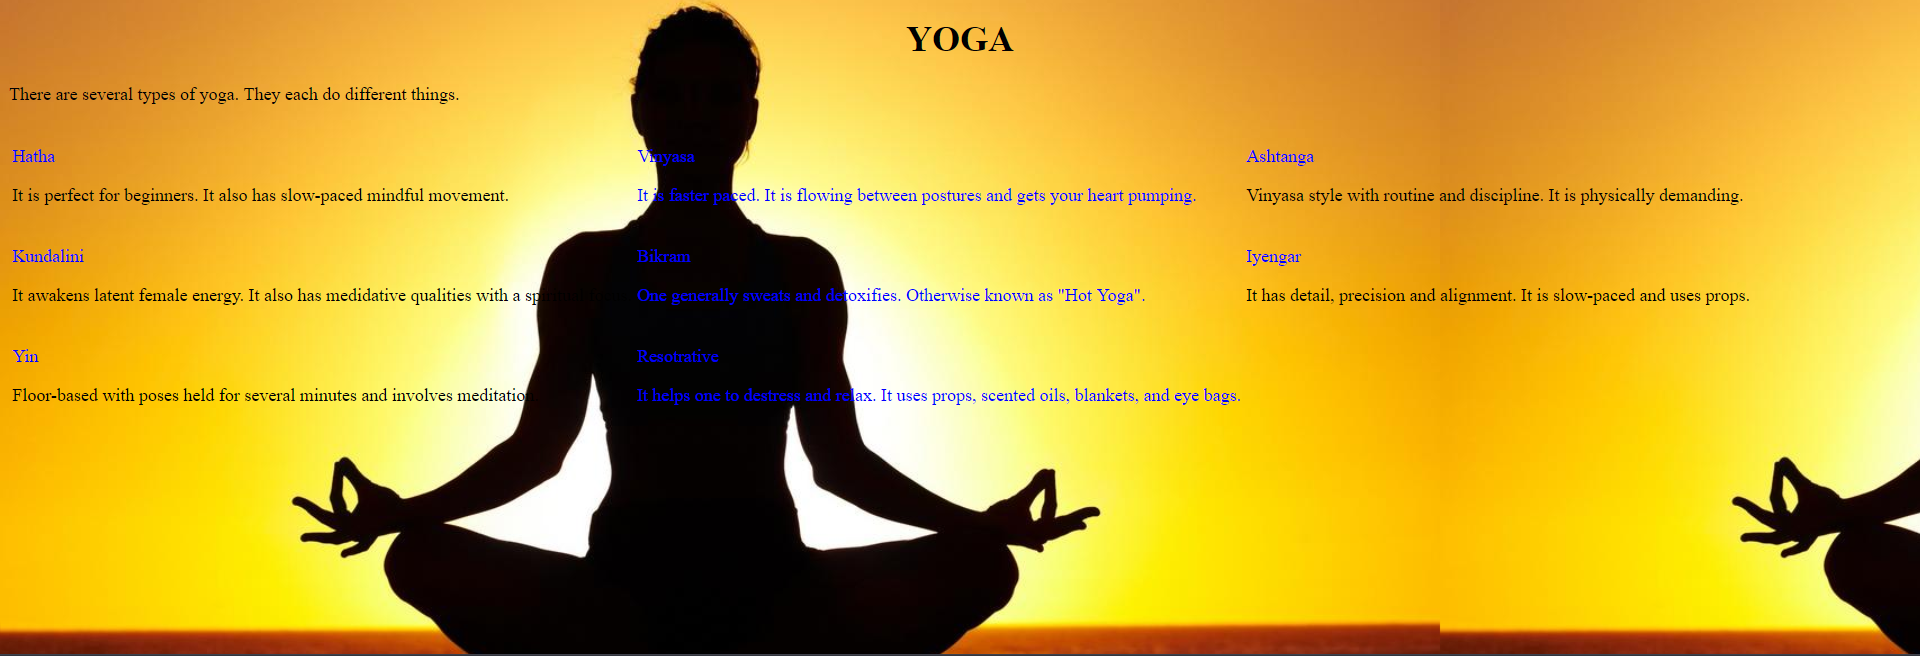 YOGA
There are several types of yoga. They each do different things.
Hatha
Vinyasa
Ashtanga
It is perfect for beginners. It also has slow-paced mindful movement.
It is faster paced. It is flowing between postures and gets your heart pumping.
Vinyasa style with routine and discipline. It is physically demanding.
Kundalini
Bikram
Iyengar
It awakens latent female energy. It also has medidative qualities with a
One generally sweats and detoxifies. Otherwise known as "Hot Yoga".
It has detail, precision and alignment. It is slow-paced and uses props.
Yin
Resotrative
Floor-based with poses held for several minutes and involves meditation
It helps one to destress and relax. It uses props, scented oils, blankets, and eye bags.